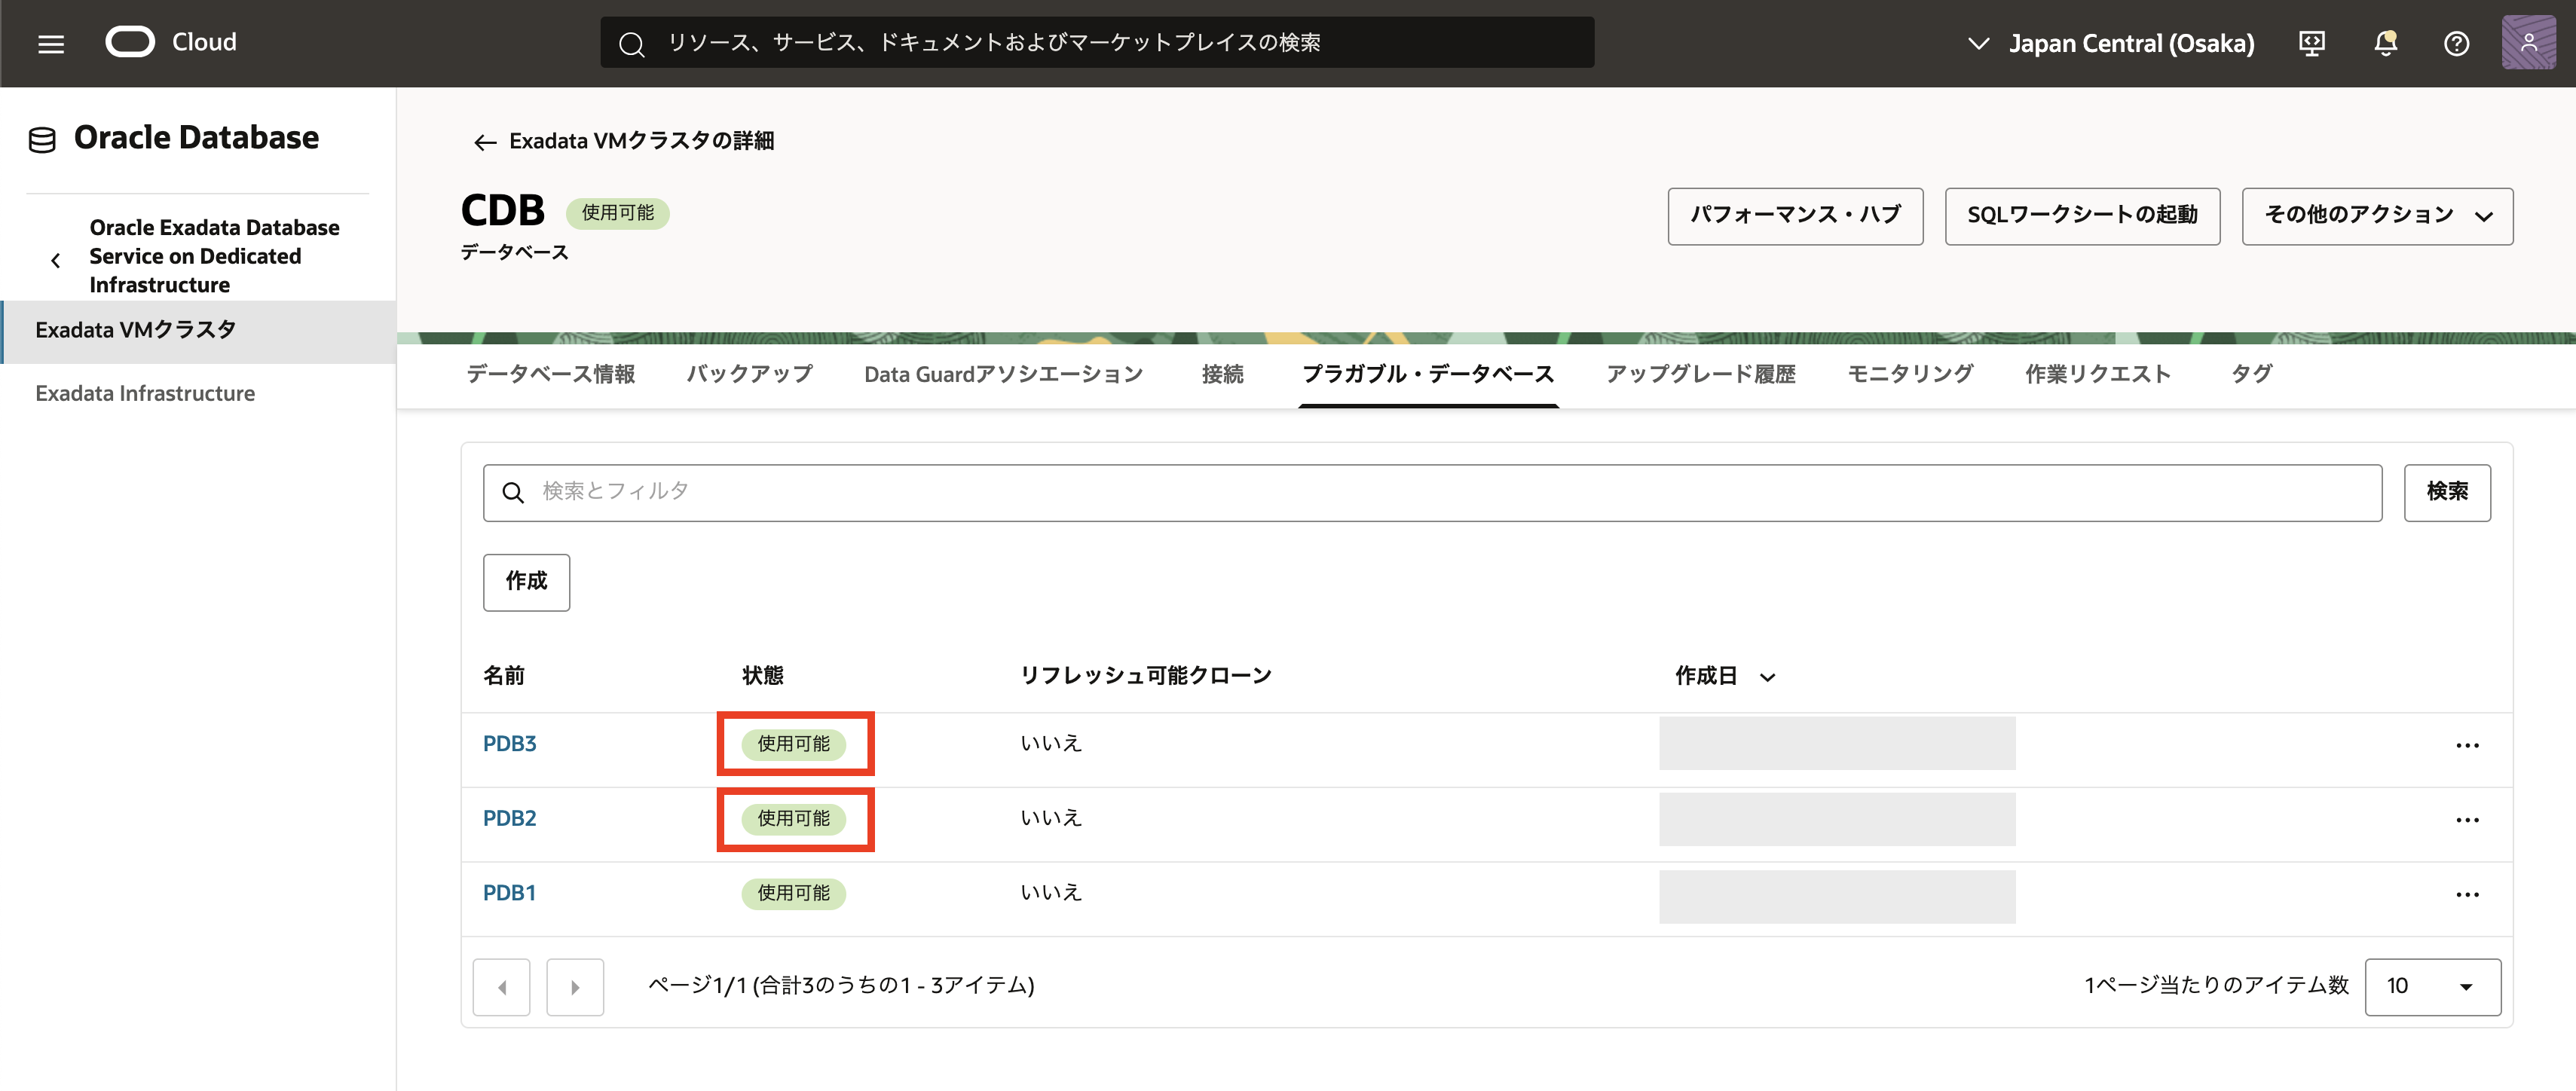 Cloud
リソース、サービス、ドキュメントおよびマーケットプレイスの検索
Japan Central (Osaka)
Oracle Database
Oracle Exadata Database
Service on Dedicated
Infrastructure
Exadata VMクラスタ
Exadata Infrastructure
Exadata VMクラスタの詳細
CDB 使用可能
データベース
パフォーマンス・ハブ
SQLワークシートの起動
その他のアクション
データベース情報 バックアップ Data Guardアソシエーション 接続 プラガブル・データベース アップグレード履歴 モニタリング 作業リクエスト タグ
検索とフィルタ
検索
作成
名前 状態 リフレッシュ可能クローン 作成日
PDB3 使用可能 いいえ
PDB2 使用可能 いいえ
PDB1 使用可能 いいえ
ページ1/1 (合計3のうちの1 - 3アイテム)
1ページ当たりのアイテム数 10